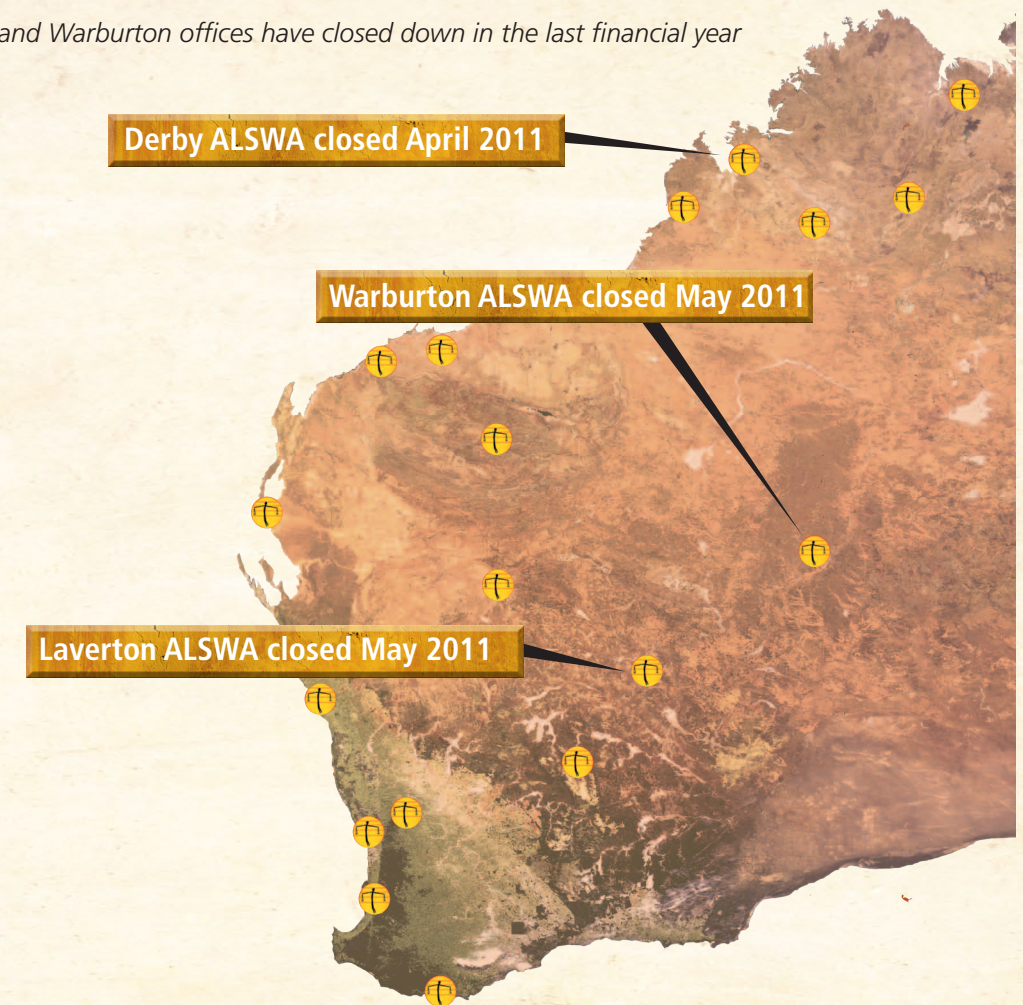 and Warburton offices have closed down in the last financial year
Derby ALSWA closed April 2011
Warburton ALSWA closed May 2011
Laverton ALSWA closed May 2011